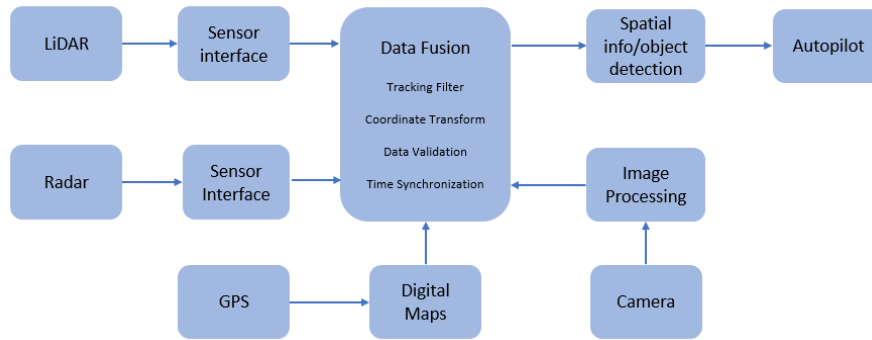 LiDAR
Sensor
interface
Data Fusion
Tracking Filter
Coordinate Transform
Data Validation
Time Synchronization
Spatial
info/object
detection
Autopilot
Radar
Sensor
Interface
Image
Processing
GPS
Digital
Maps
Camera